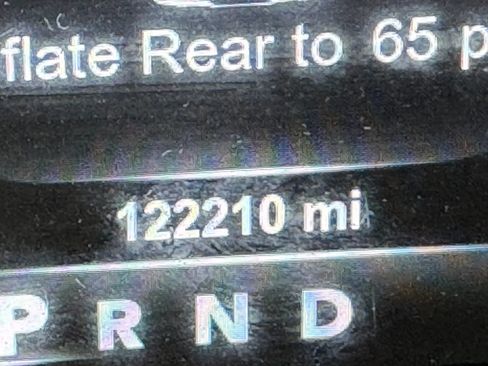 flate Rear to 65 p
122210 mi
P R N D